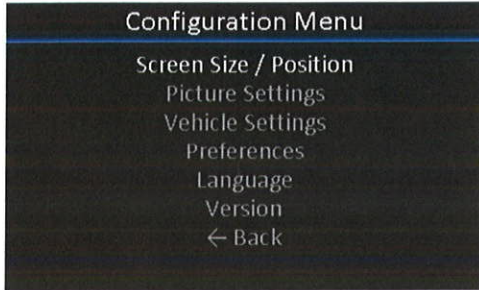 Configuration Menu
Screen Size / Position
Picture Settings
Vehicle Settings
Preferences
Language
Version
← Back